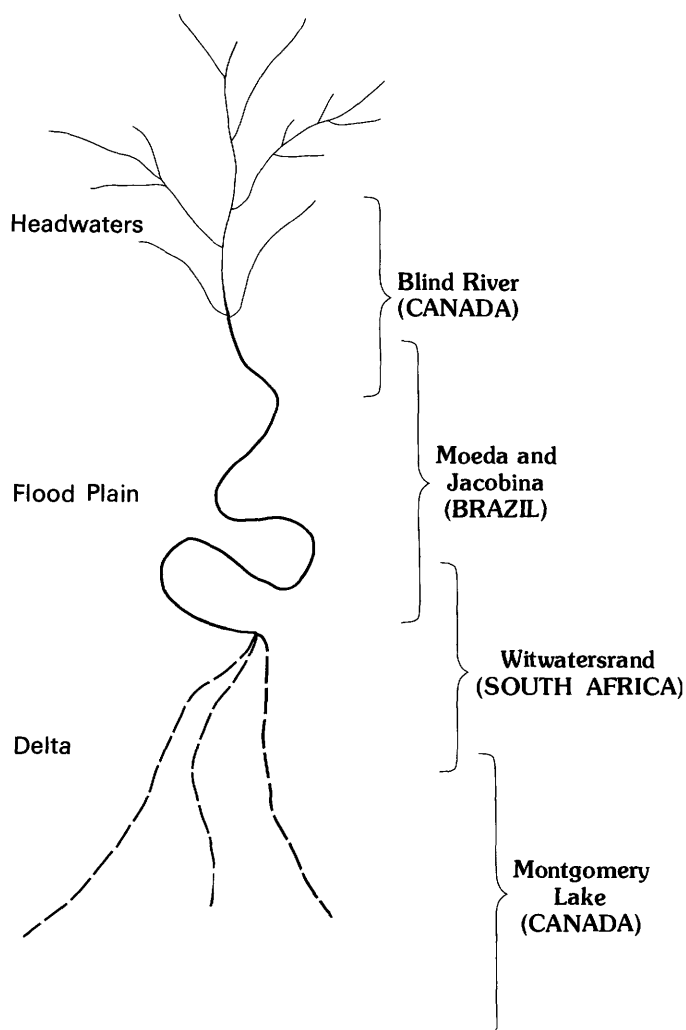 Headwaters
Blind River
(CANADA)
Moeda and
Jacobina
(BRAZIL)
Flood Plain
Witwatersrand
(SOUTH AFRICA)
Delta
Montgomery
Lake
(CANADA)